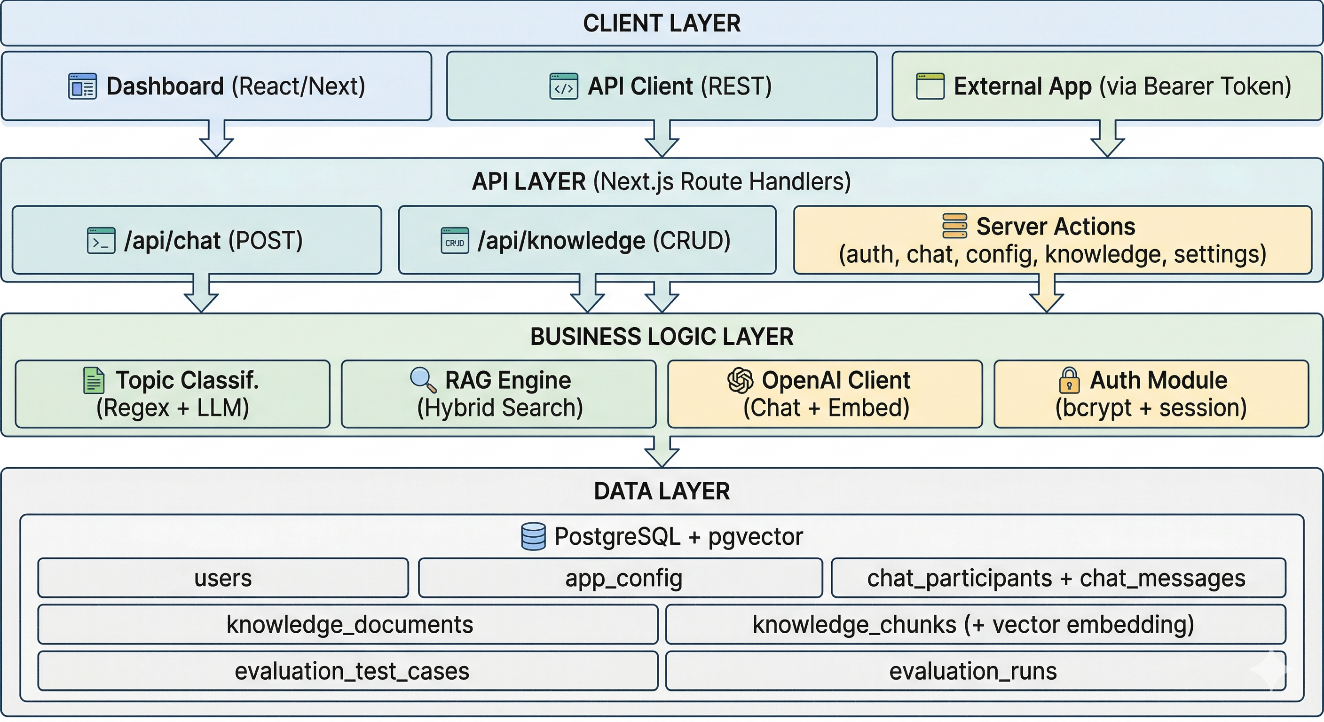 CLIENT LAYER
Dashboard (React/Next)
</> API Client (REST)
External App (via Bearer Token)
API LAYER (Next.js Route Handlers)
>_ /api/chat (POST)
CRUD /api/knowledge (CRUD)
Server Actions
(auth, chat, config, knowledge, settings)
BUSINESS LOGIC LAYER
Topic Classif.
(Regex + LLM)
RAG Engine
(Hybrid Search)
OpenAI Client
(Chat + Embed)
Auth Module
(bcrypt + session)
DATA LAYER
PostgreSQL + pgvector
users
app_config
chat_participants + chat_messages
knowledge_documents
knowledge_chunks (+ vector embedding)
evaluation_test_cases
evaluation_runs